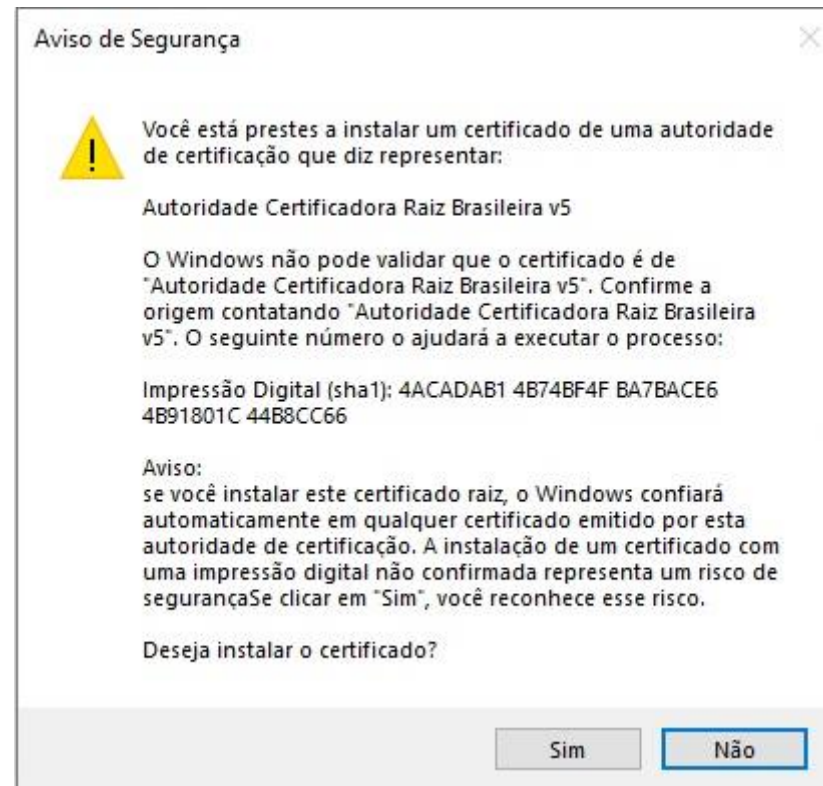 Aviso de Segurança
Você está prestes a instalar um certificado de uma autoridade
de certificação que diz representar:
Autoridade Certificadora Raiz Brasileira v5
O Windows não pode validar que o certificado é de
"Autoridade Certificadora Raiz Brasileira v5". Confirme a
origem contatando "Autoridade Certificadora Raiz Brasileira
v5". O seguinte número o ajudará a executar o processo:
Impressão Digital (sha1): 4ACADAB1 4B74BF4F BA7BACE6
4B91801C 44B8CC66
Aviso:
se você instalar este certificado raiz, o Windows confiará
automaticamente em qualquer certificado emitido por esta
autoridade de certificação. A instalação de um certificado com
uma impressão digital não confirmada representa um risco de
segurançaSe clicar em "Sim", você reconhece esse risco.
Deseja instalar o certificado?
Sim
Não